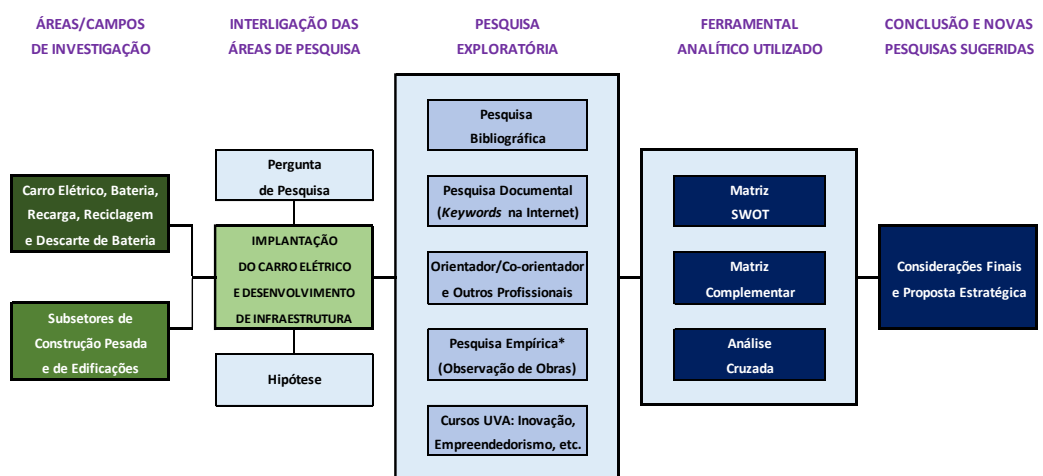 ÁREAS/CAMPOS
DE INVESTIGAÇÃO
INTERLIGAÇÃO DAS
ÁREAS DE PESQUISA
PESQUISA
EXPLORATÓRIA
FERRAMENTAL
ANALÍTICO UTILIZADO
CONCLUSÃO E NOVAS
PESQUISAS SUGERIDAS
Carro Elétrico, Bateria,
Recarga, Reciclagem
e Descarte de Bateria
Subsetores de
Construção Pesada
e de Edificações
Pergunta
de Pesquisa
IMPLANTAÇÃO
DO CARRO ELÉTRICO
E DESENVOLVIMENTO
DE INFRAESTRUTURA
Hipótese
Pesquisa
Bibliográfica
Pesquisa Documental
(Keywords na Internet)
Orientador/Co-orientador
e Outros Profissionais
Pesquisa Empírica*
(Observação de Obras)
Cursos UVA: Inovação,
Empreendedorismo, etc.
Matriz
SWOT
Matriz
Complementar
Análise
Cruzada
Considerações Finais
e Proposta Estratégica